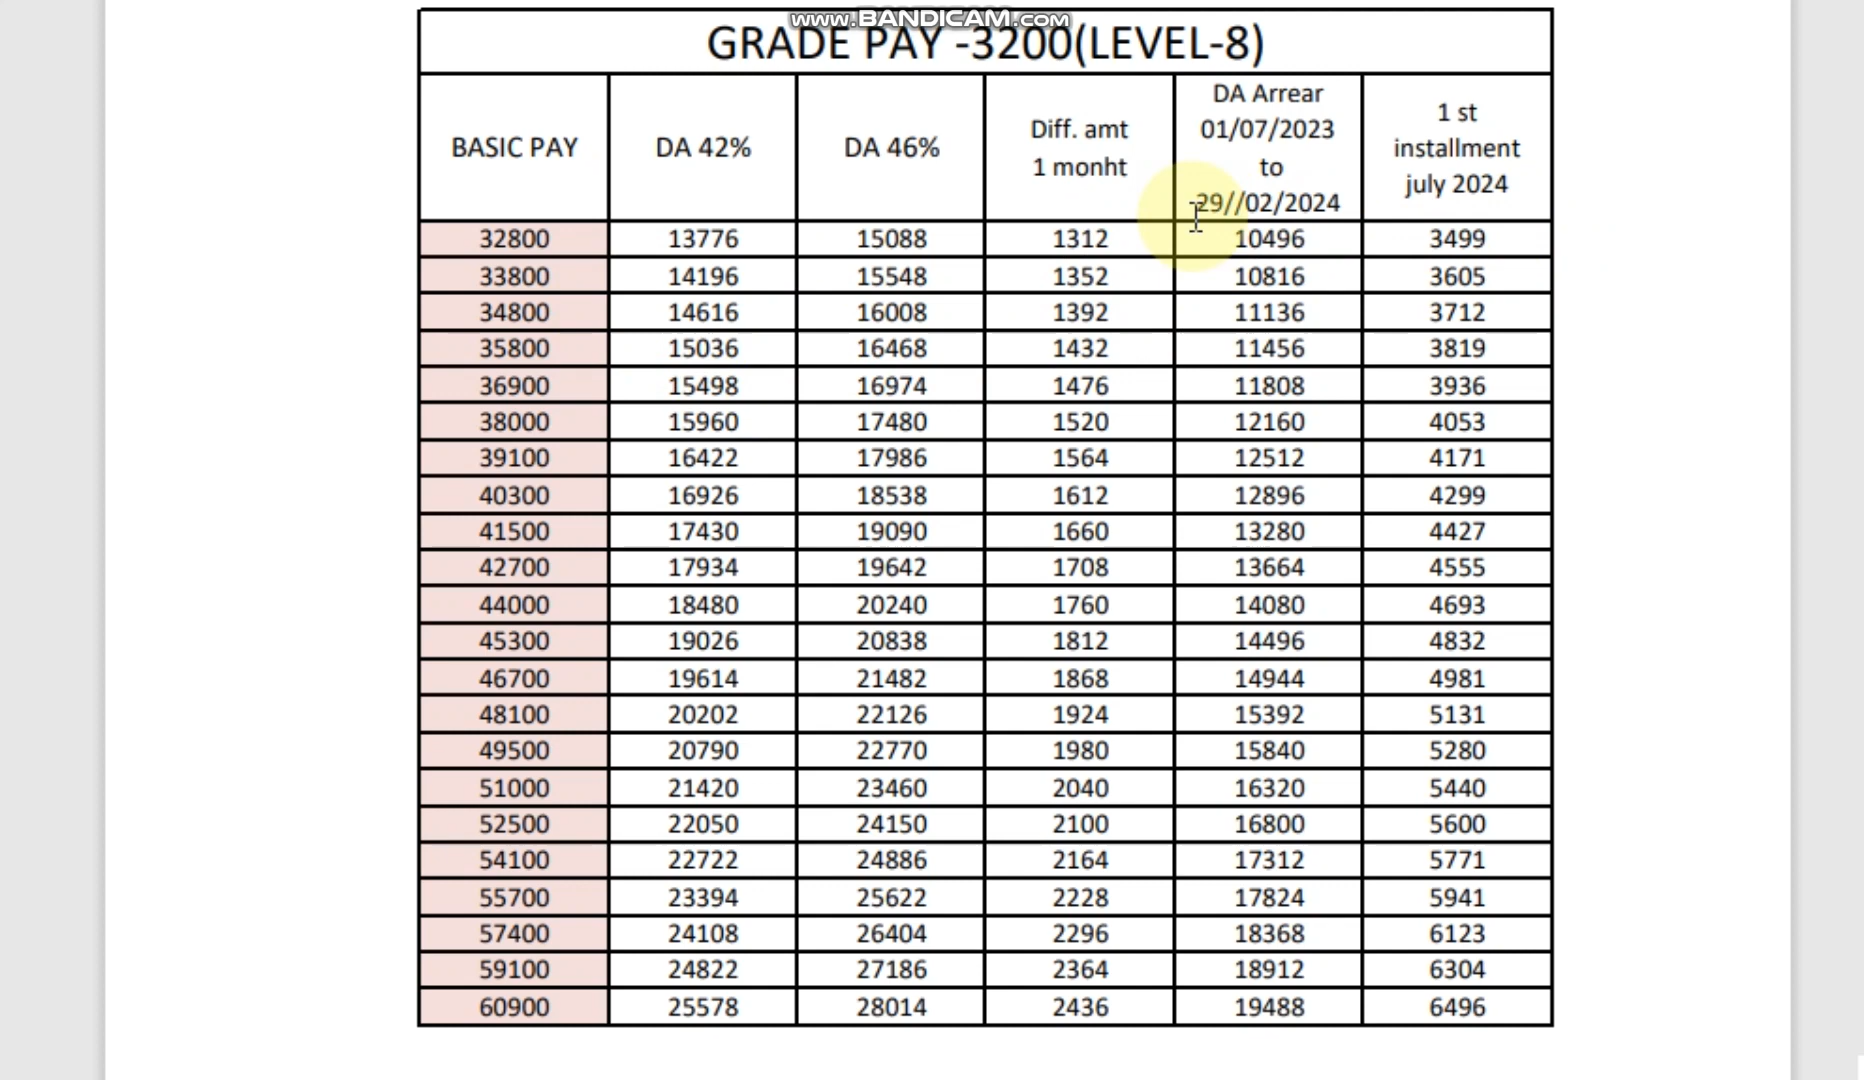 www.BANDICAM.com
GRADE PAY -3200(LEVEL-8)
BASIC PAY DA 42% DA 46% Diff. amt 1 monht DA Arrear 01/07/2023 to 29//02/2024 1 st installment july 2024
32800 13776 15088 1312 10496 3499
33800 14196 15548 1352 10816 3605
34800 14616 16008 1392 11136 3712
35800 15036 16468 1432 11456 3819
36900 15498 16974 1476 11808 3936
38000 15960 17480 1520 12160 4053
39100 16422 17986 1564 12512 4171
40300 16926 18538 1612 12896 4299
41500 17430 19090 1660 13280 4427
42700 17934 19642 1708 13664 4555
44000 18480 20240 1760 14080 4693
45300 19026 20838 1812 14496 4832
46700 19614 21482 1868 14944 4981
48100 20202 22126 1924 15392 5131
49500 20790 22770 1980 15840 5280
51000 21420 23460 2040 16320 5440
52500 22050 24150 2100 16800 5600
54100 22722 24886 2164 17312 5771
55700 23394 25622 2228 17824 5941
57400 24108 26404 2296 18368 6123
59100 24822 27186 2364 18912 6304
60900 25578 28014 2436 19488 6496